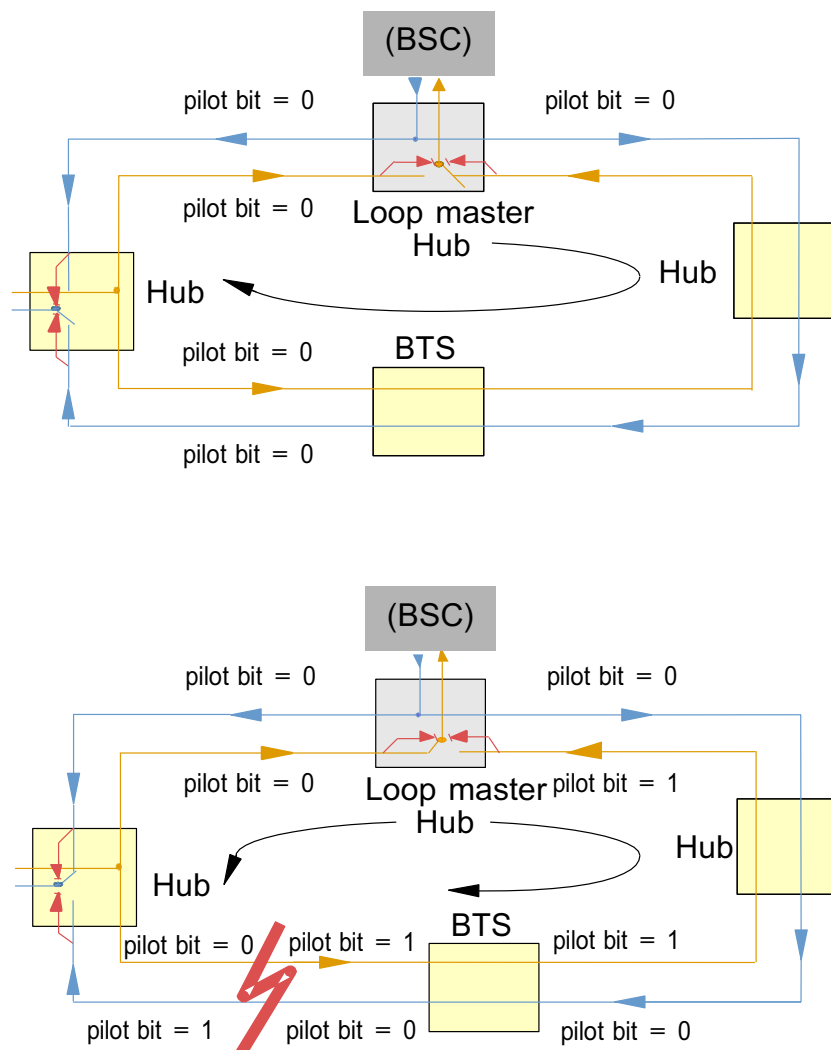 (BSC)
pilot bit = 0
pilot bit = 0
pilot bit = 0
Loop master
Hub
Hub
Hub
BTS
pilot bit = 0
pilot bit = 0
(BSC)
pilot bit = 0
pilot bit = 0
pilot bit = 0
Loop master
pilot bit = 1
Hub
Hub
Hub
BTS
pilot bit = 0
pilot bit = 1
pilot bit = 1
pilot bit = 1
pilot bit = 0
pilot bit = 0